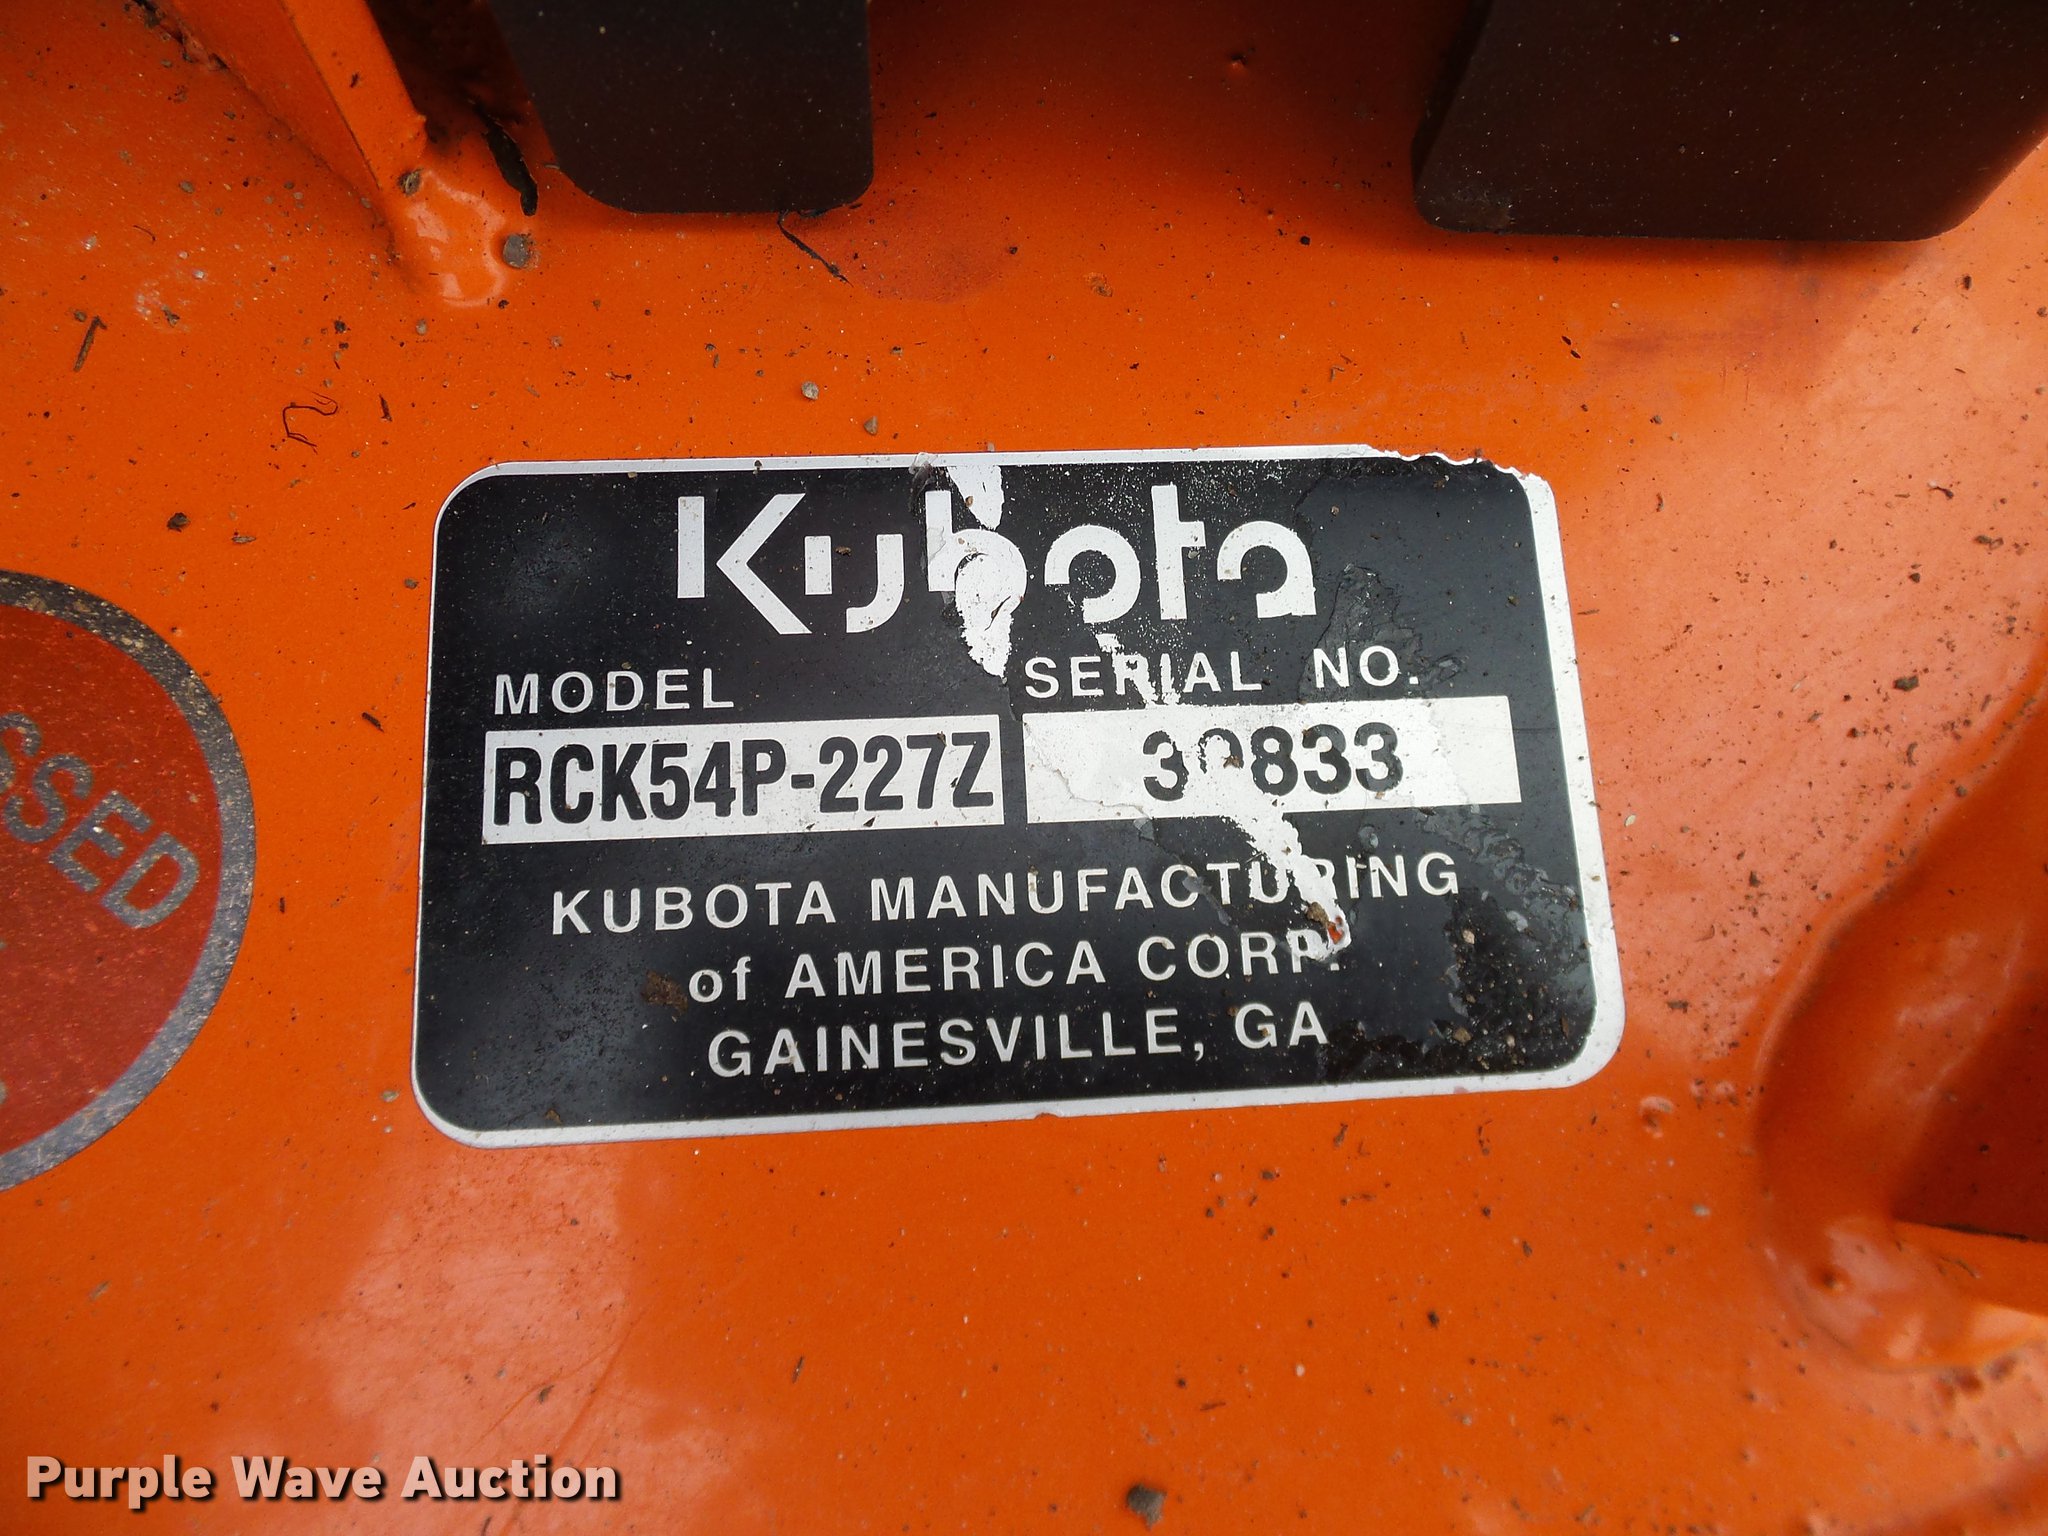 Kubota
MODEL
SERIAL NO.
RCK54P-227Z
KUBOTA MANUFACTURING
of AMERICA CORP.
GAINESVILLE, GA
Purple Wave Auction